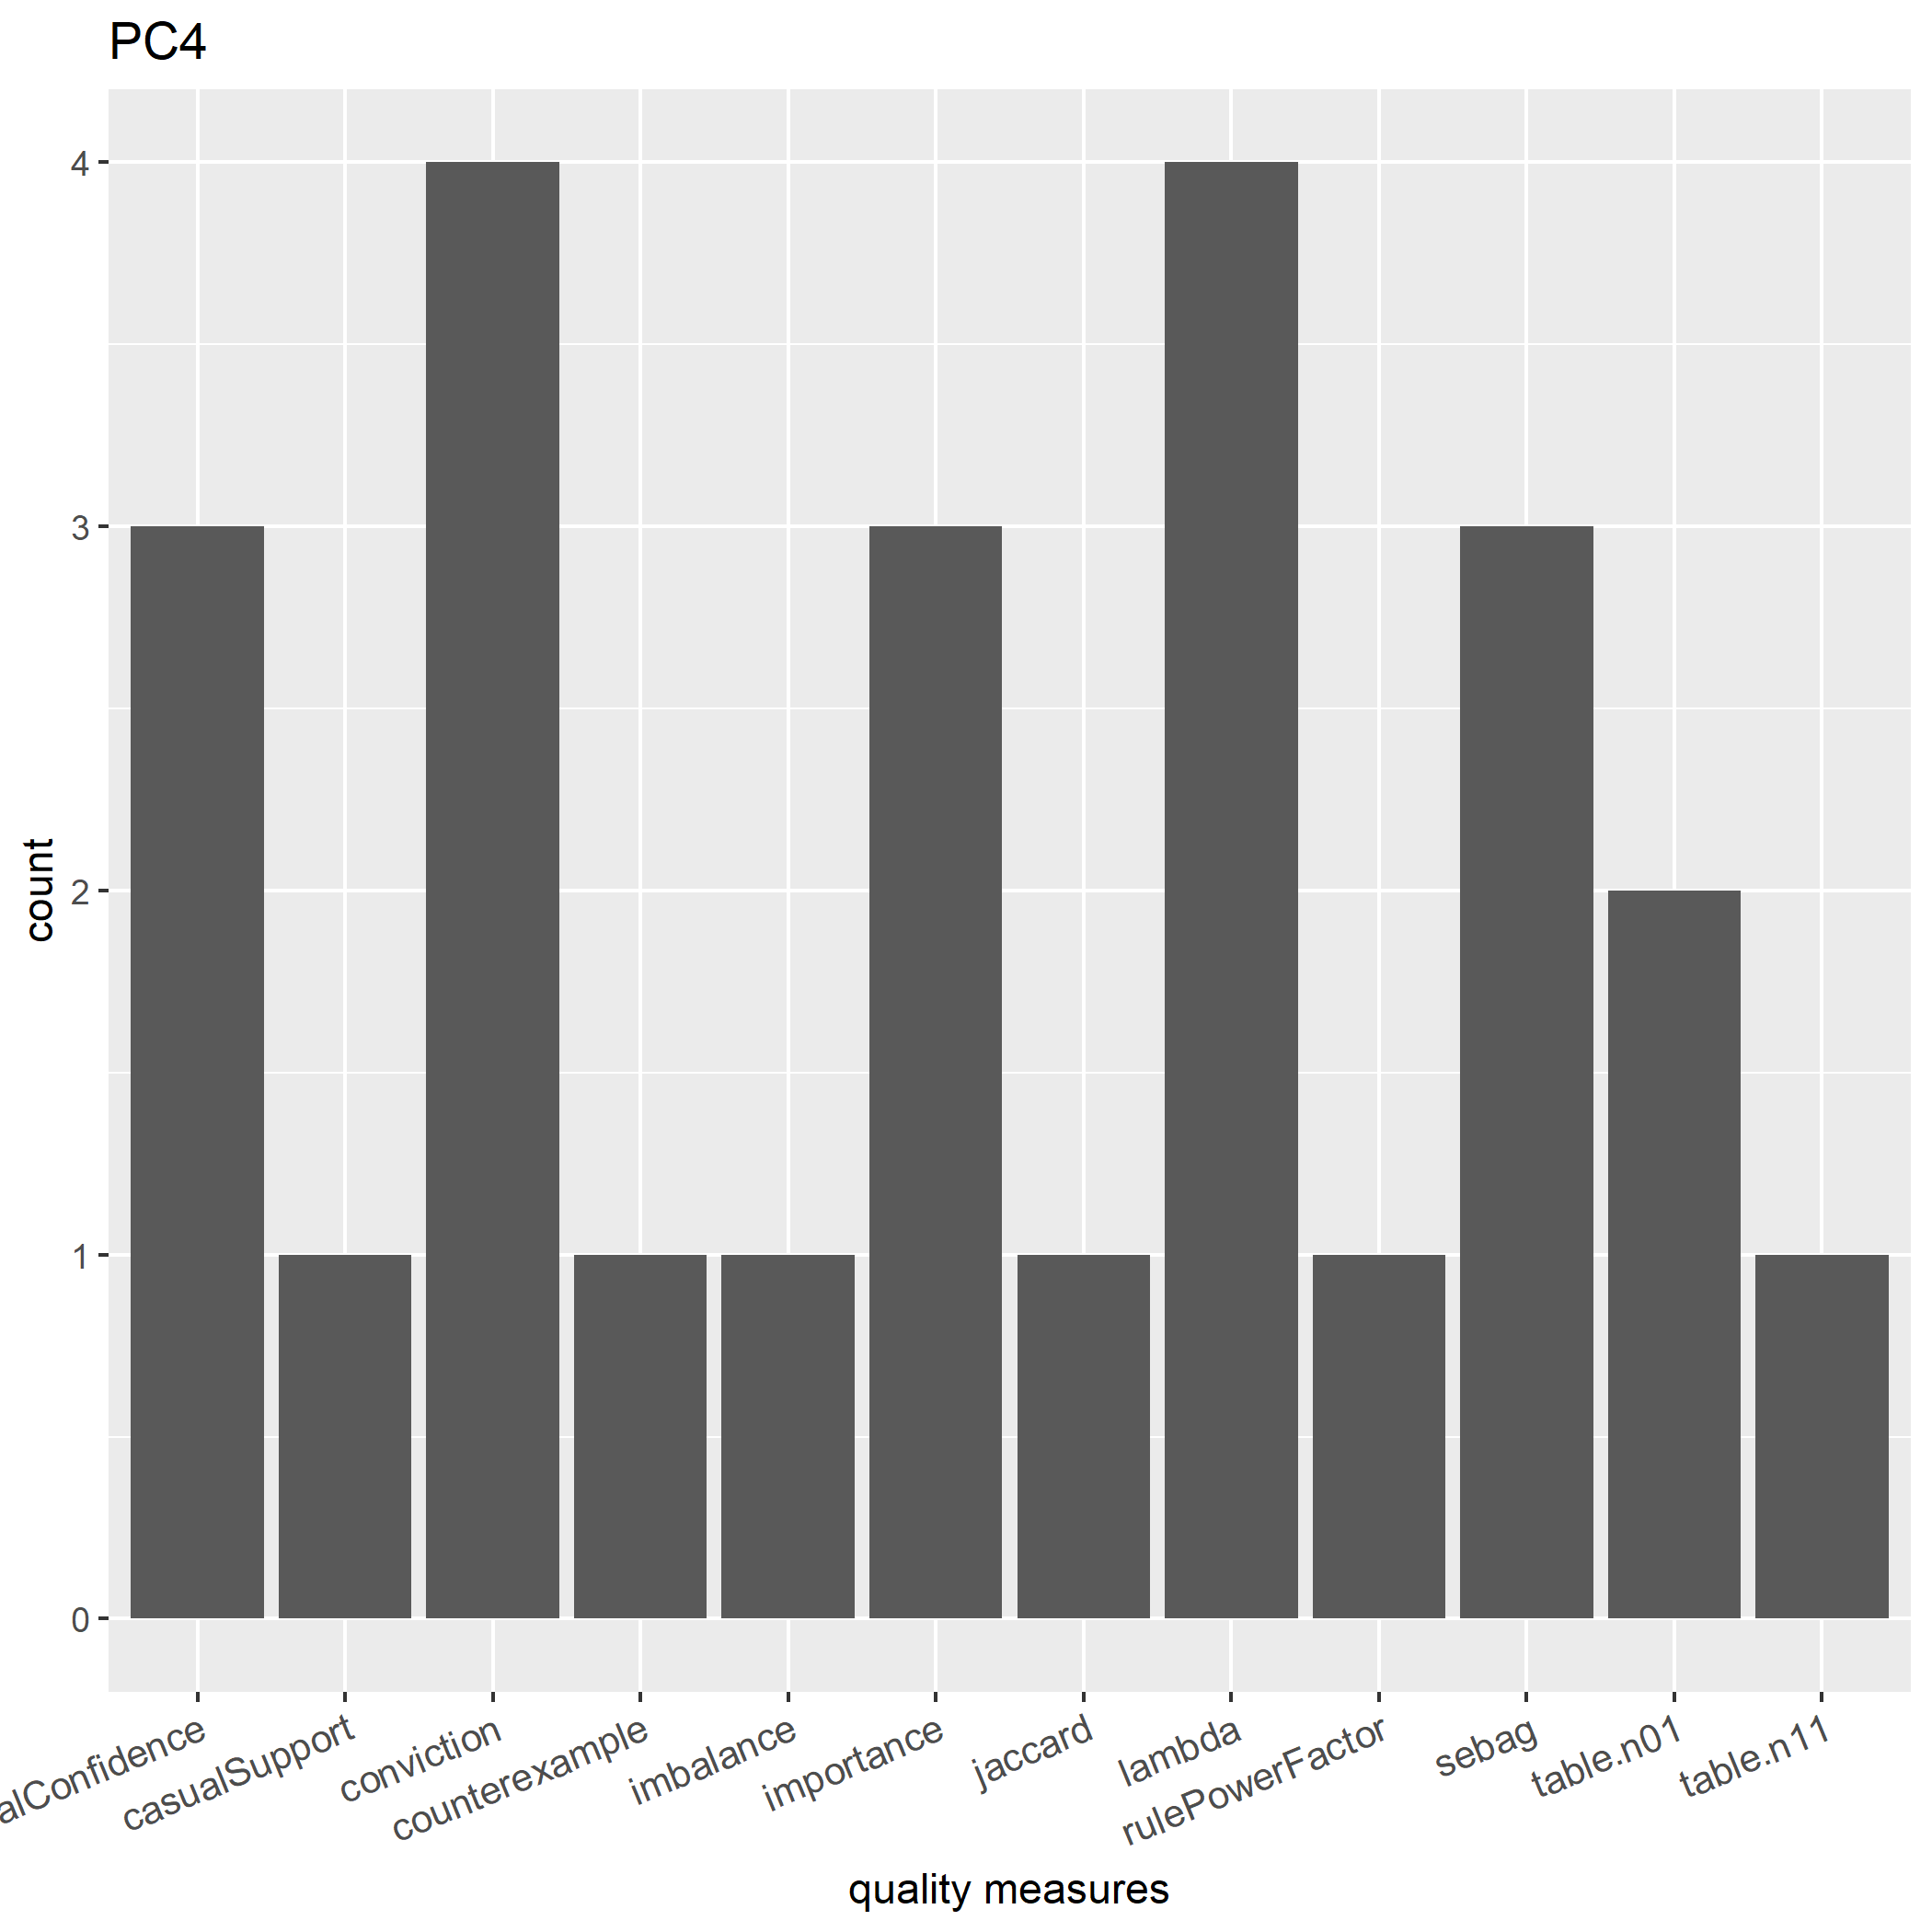 PC4
4
3
2
1
0
count
alConfidence
casualSupport
conviction
counterexample
imbalance
importance
jaccard
lambda
rulePowerFactor
sebag
table.n01
table.n11
quality measures